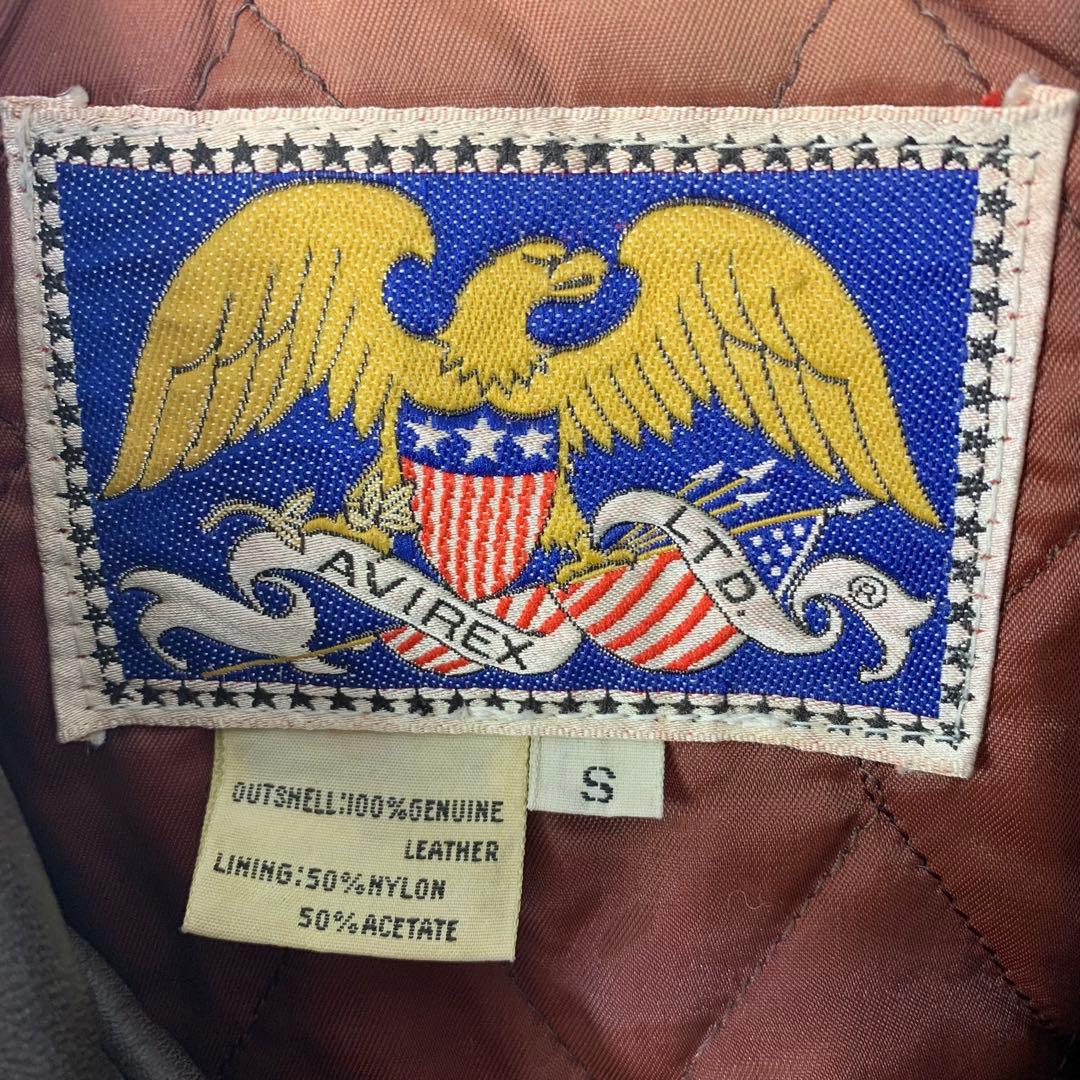 AVIREX
LTD.
®
S
OUTSHELL:100%GENUINE
LEATHER
LINING:50%NYLON
50%ACETATE